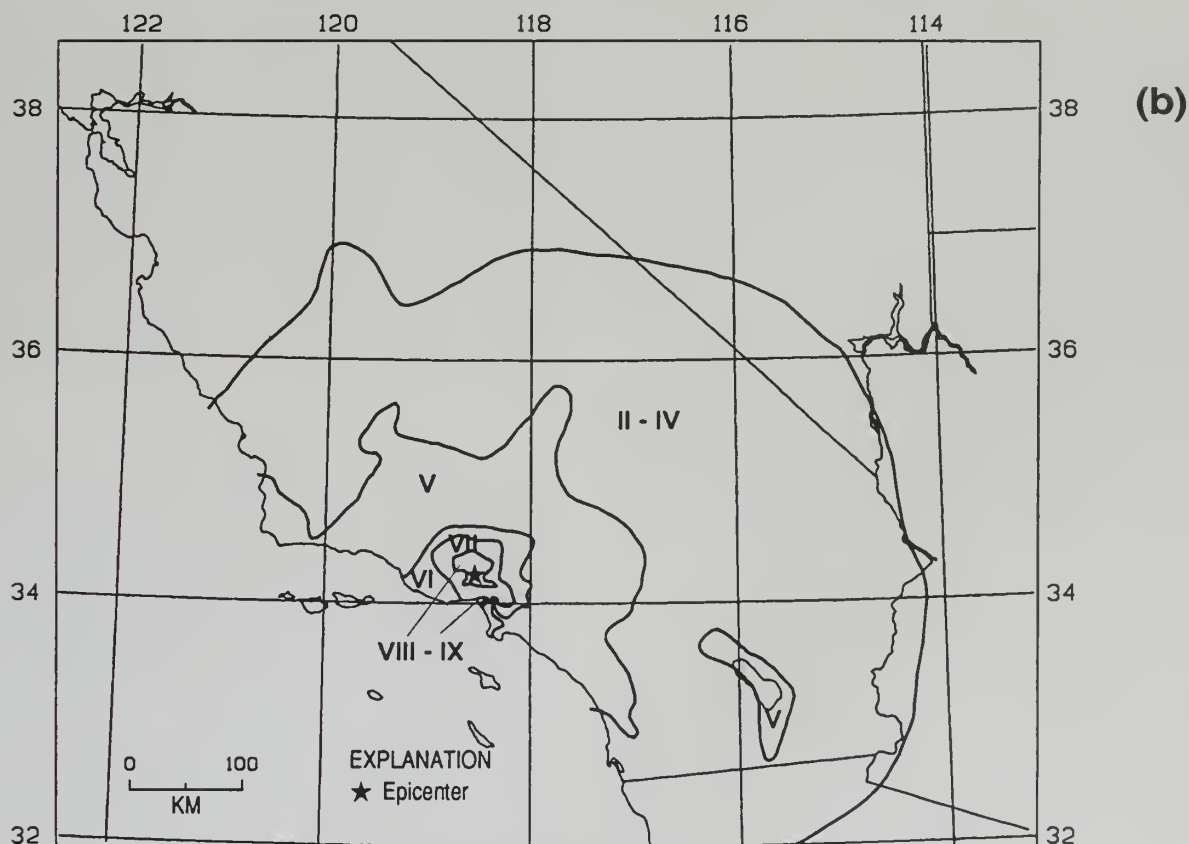 122 120 118 116 114
38 38 (b)
36 36
II - IV
V
VII
VI
34 34
VIII - IX
V
0 100
KM
EXPLANATION
★ Epicenter
32 32